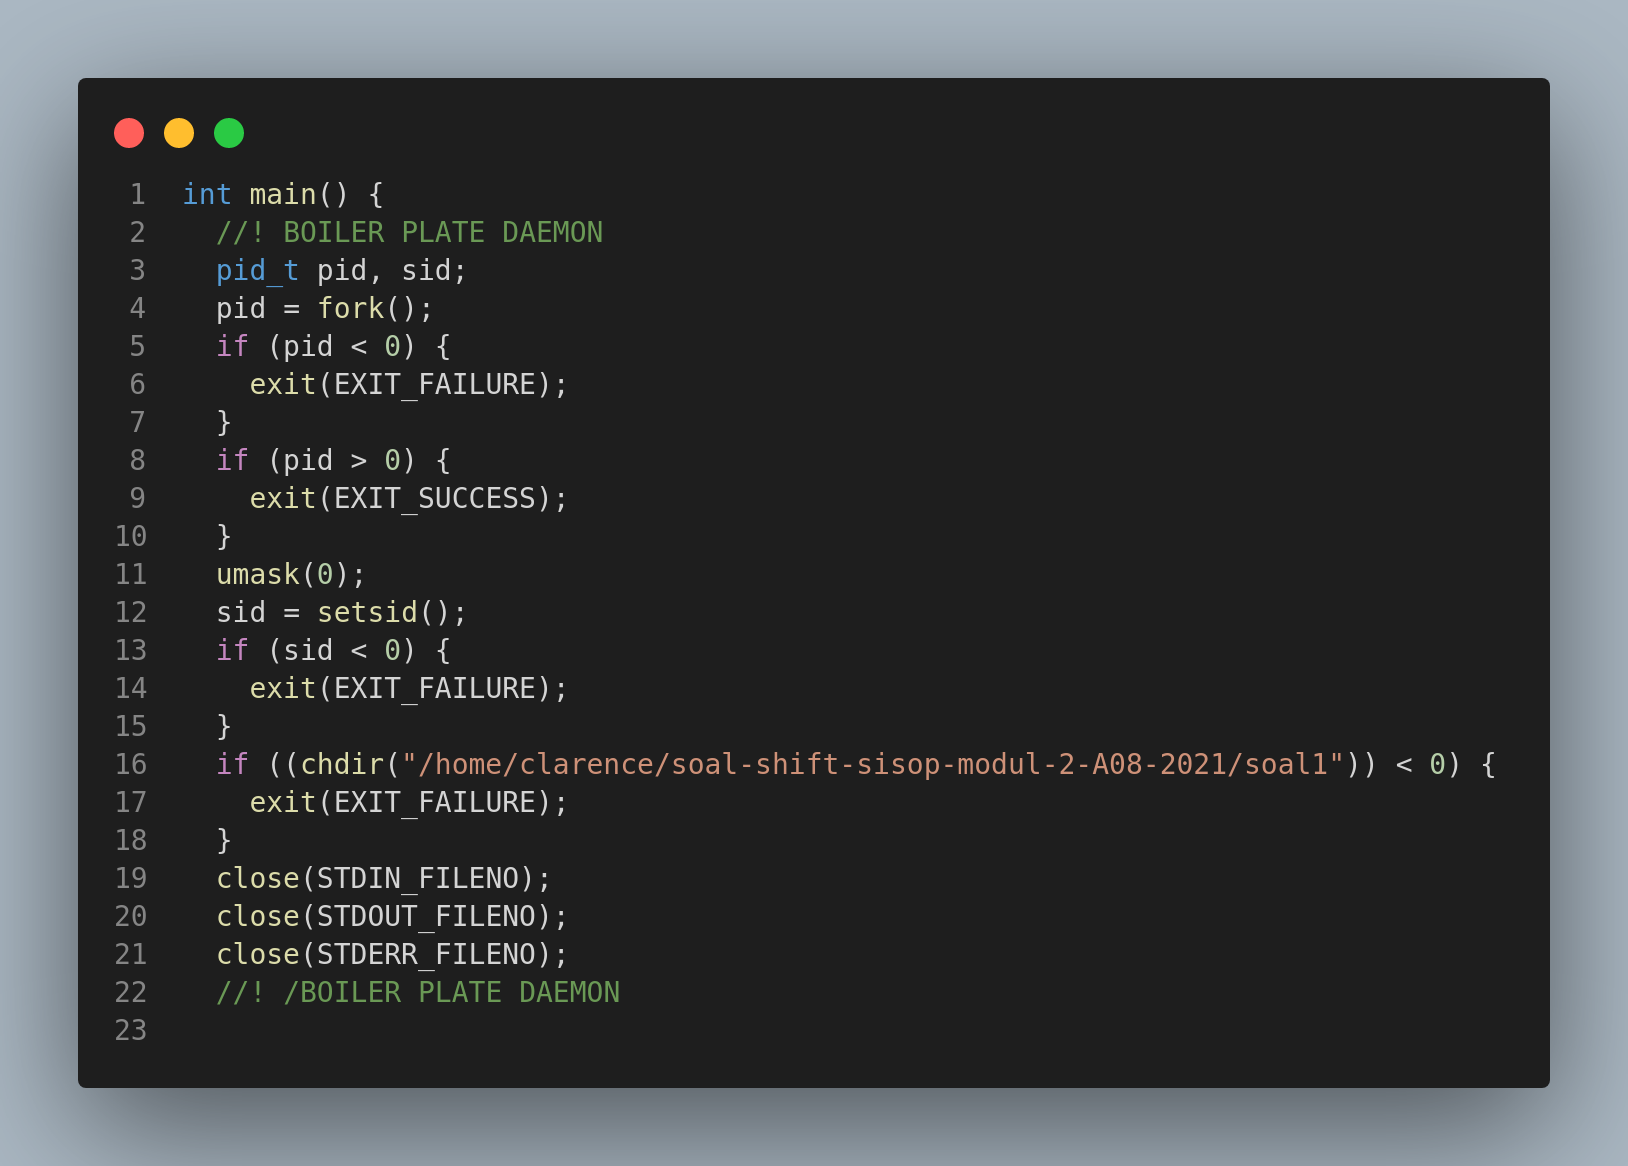 1 int main() {
2   //! BOILER PLATE DAEMON
3   pid_t pid, sid;
4   pid = fork();
5   if (pid < 0) {
6     exit(EXIT_FAILURE);
7   }
8   if (pid > 0) {
9     exit(EXIT_SUCCESS);
10   }
11   umask(0);
12   sid = setsid();
13   if (sid < 0) {
14     exit(EXIT_FAILURE);
15   }
16   if ((chdir("/home/clarence/soal-shift-sisop-modul-2-A08-2021/soal1")) < 0) {
17     exit(EXIT_FAILURE);
18   }
19   close(STDIN_FILENO);
20   close(STDOUT_FILENO);
21   close(STDERR_FILENO);
22   //! /BOILER PLATE DAEMON
23